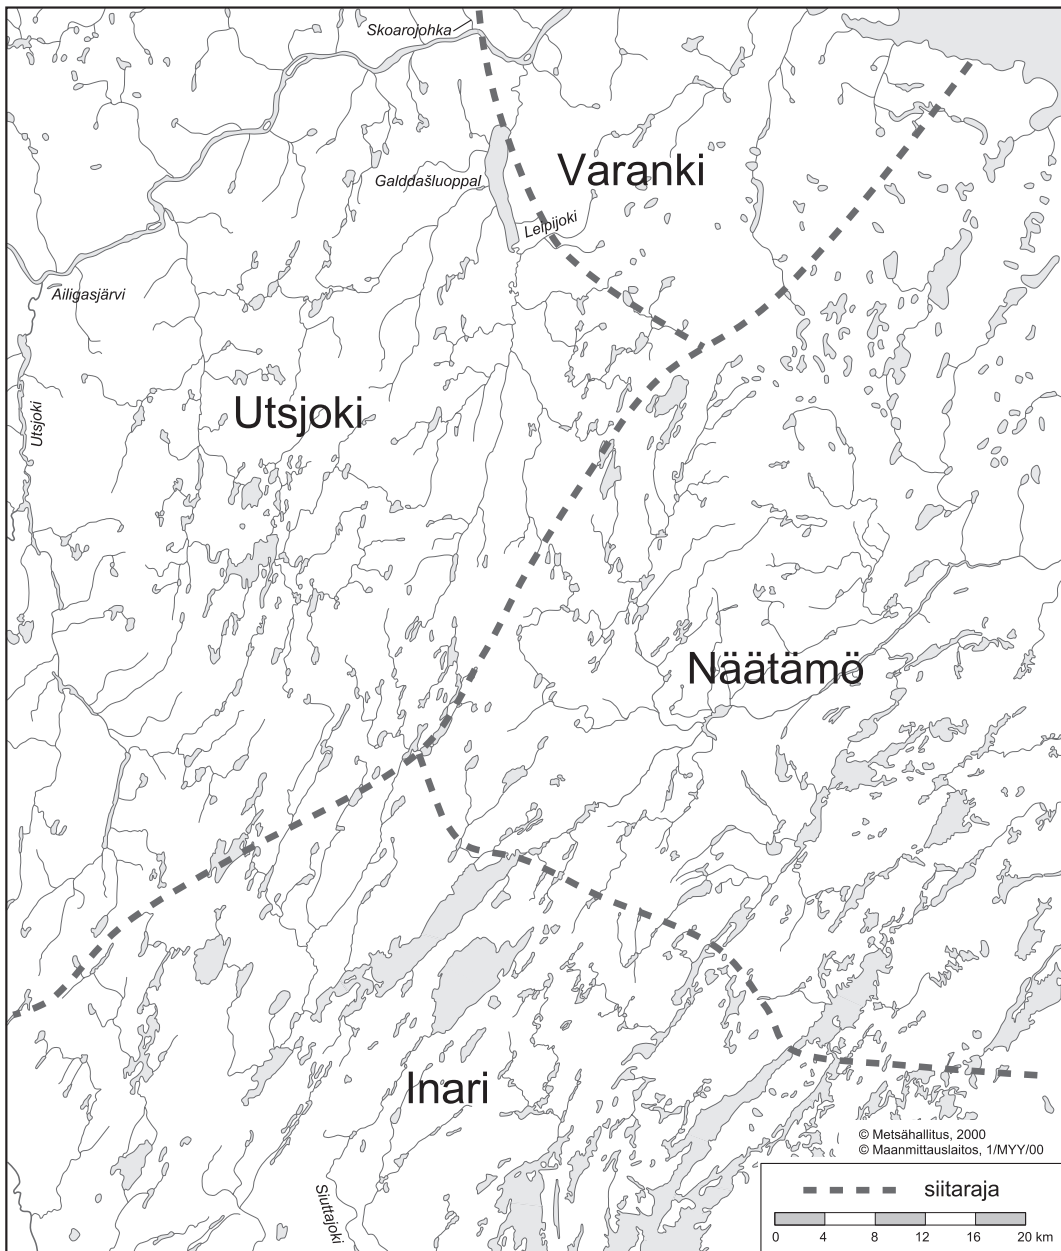 Skoarojohka
Varanki
Galddašluoppal
Leipijoki
Ailigasjärvi
Utsjoki
Utsjoki
Näätämö
Inari
Siuttajoki
© Metsähallitus, 2000
© Maanmittauslaitos, 1/MYY/00
siitaraja
0 4 8 12 16 20 km